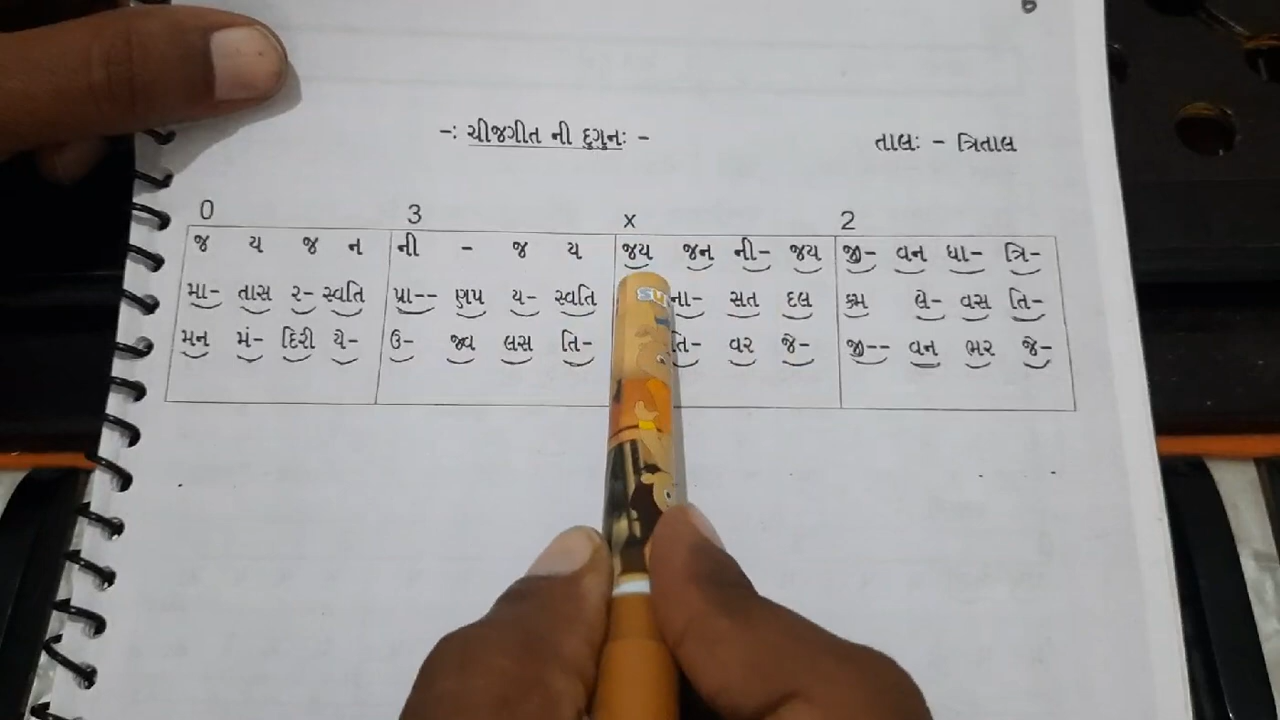 -: ચીજગીત ની દુગુનઃ - તાલઃ - ત્રિતાલ
0 3 x 2
જ ય જ ન ની - જ ય જય જન ની- જય જી- વન ધા- ત્રિ-
મા- તાસ ર- સ્વતિ પ્રા-- ણપ ય- સ્વતિ ના- સત દલ ક્રમ લે- વસ તિ-
મન મં- દિરી યે- ઉ- જ્વ લસ તિ- તિ- વર જે- જી-- વન ભર જે-